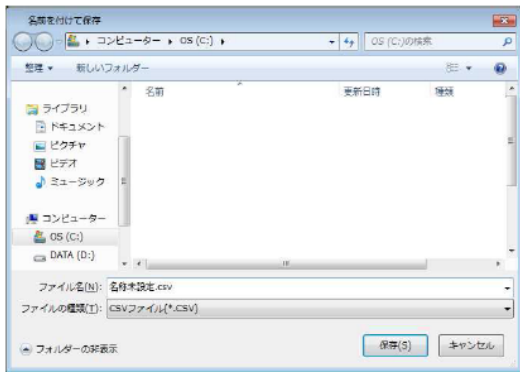 名前を付けて保存
コンピューター ▸ OS (C:) ▸
OS (C:)の検索
整理 ▼ 新しいフォルダー
名前 更新日時 種類
ライブラリ
ドキュメント
ピクチャ
ビデオ
ミュージック
コンピューター
OS (C:)
DATA (D:)
ファイル名(N): 名称未設定.csv
ファイルの種類(T): CSVファイル(*.CSV)
フォルダーの非表示
保存(S) キャンセル